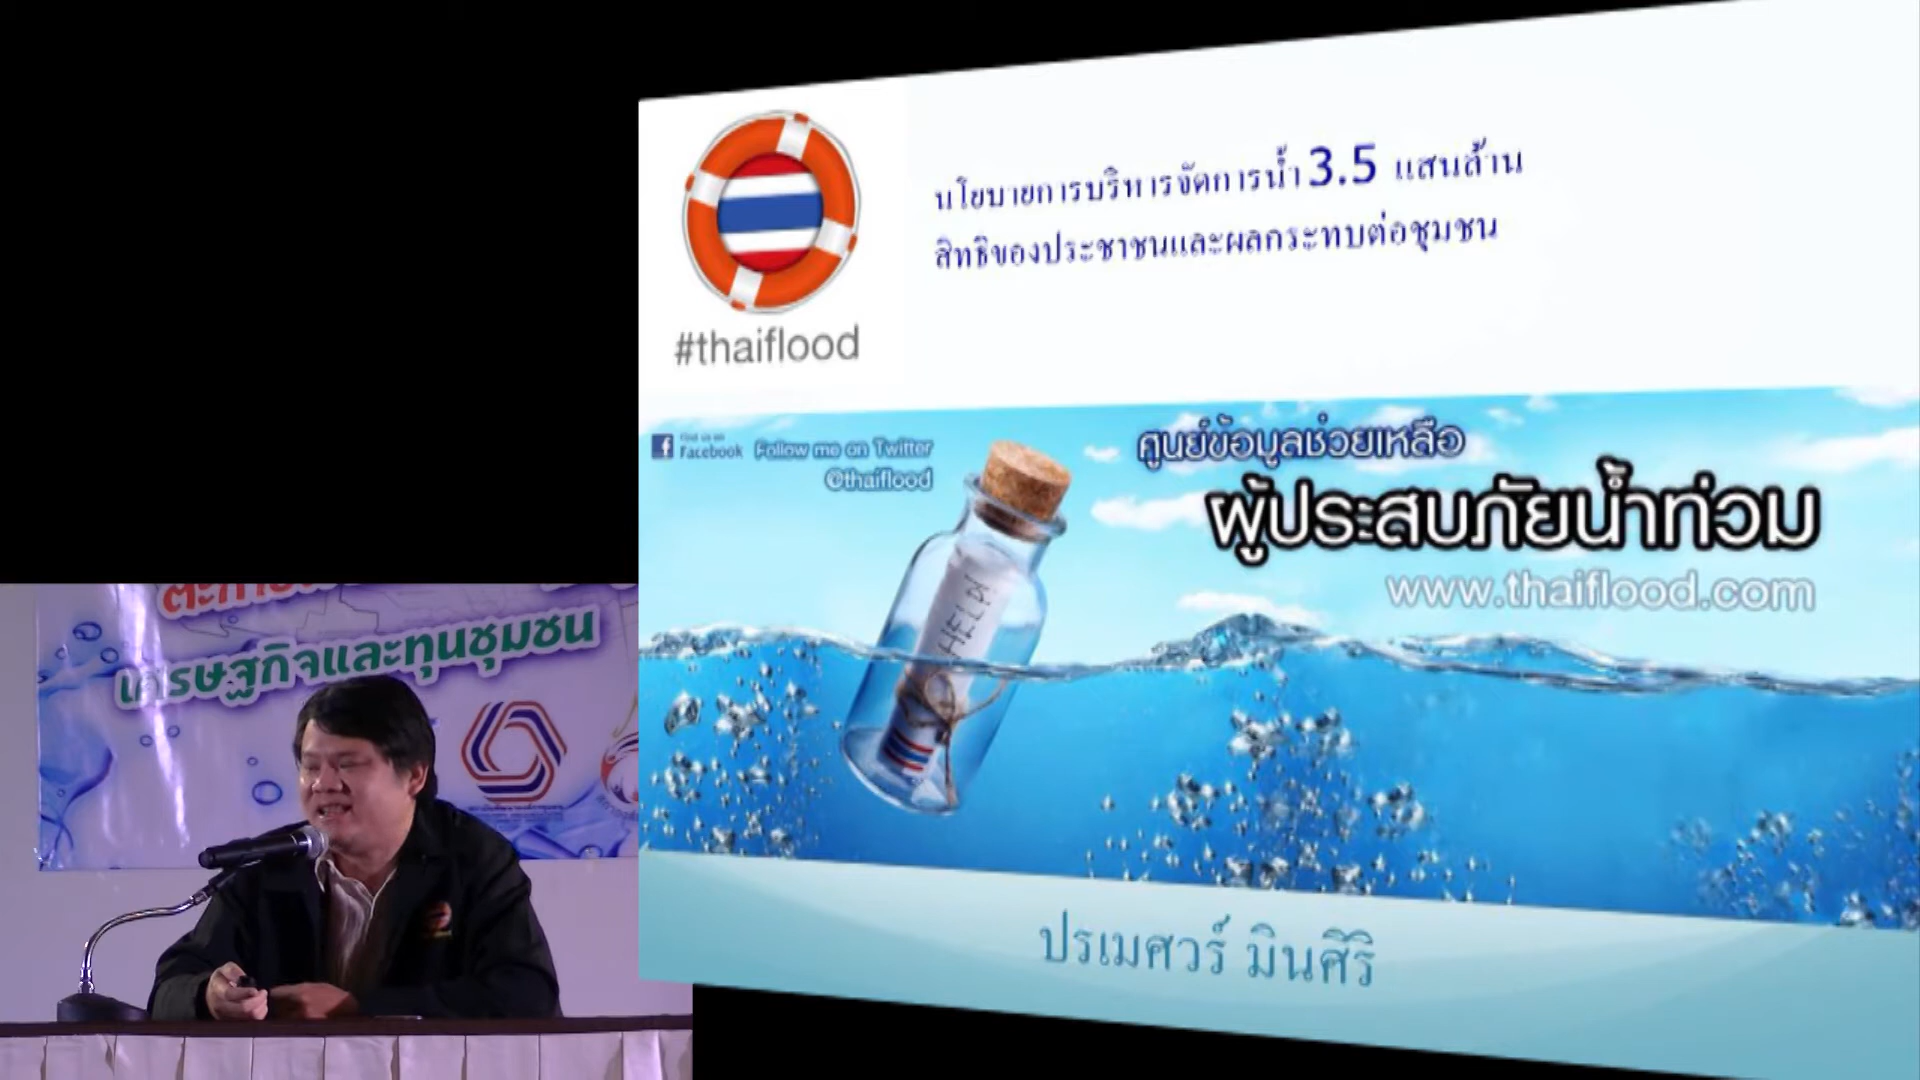 นโยบายการบริหารจัดการน้ำ 3.5 แสนล้าน
สิทธิของประชาชนและผลกระทบต่อชุมชน
#thaiflood
Find us on
Facebook
Follow me on Twitter
@thaiflood
ศูนย์ข้อมูลช่วยเหลือ
ผู้ประสบภัยน้ำท่วม
www.thaiflood.com
HELP
ปรเมศวร์ มินศิริ
เศรษฐกิจและทุนชุมชน